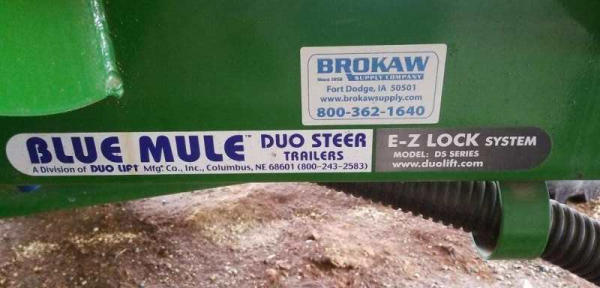 BROKAW
Since 1950
SUPPLY COMPANY
Fort Dodge, IA 50501
www.brokawsupply.com
800-362-1640
BLUE MULE™ DUO STEER
TRAILERS
A Division of DUO LIFT Mfg. Co., Inc., Columbus, NE 68601 (800-243-2583)
E-Z LOCK SYSTEM
MODEL: DS SERIES
www.duolift.com